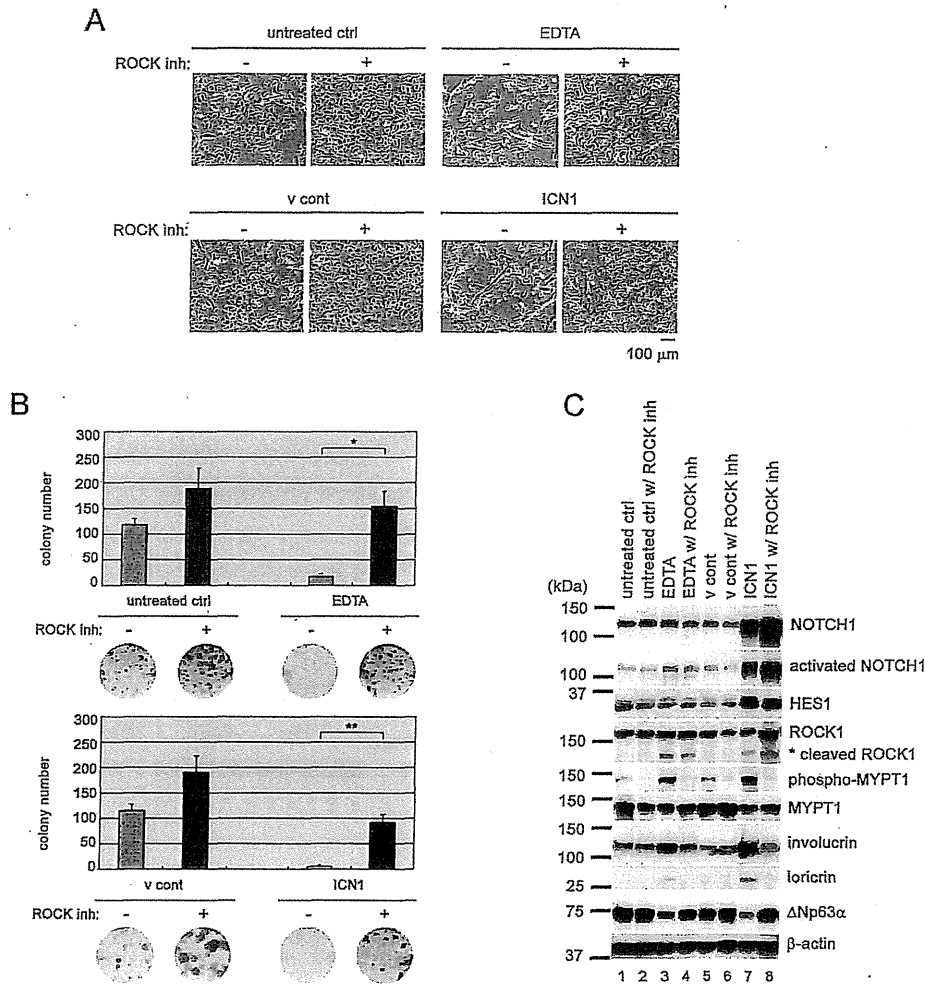 A
untreated ctrl EDTA
ROCK inh: - + - +
v cont ICN1
ROCK inh: - + - +
100 μm
B
300
250
200
150
100
50
0
colony number
*
untreated ctrl EDTA
ROCK inh: - + - +
300
250
200
150
100
50
0
colony number
**
v cont ICN1
ROCK inh: - + - +
C
untreated ctrl
untreated ctrl w/ ROCK inh
EDTA
EDTA w/ ROCK inh
v cont
v cont w/ ROCK inh
ICN1
ICN1 w/ ROCK inh
(kDa)
150
100 NOTCH1
100 activated NOTCH1
37
HES1
ROCK1
150
* cleaved ROCK1
150 phospho-MYPT1
150 MYPT1
150
100 involucrin
25 loricrin
75 ΔNp63α
37 β-actin
1 2 3 4 5 6 7 8